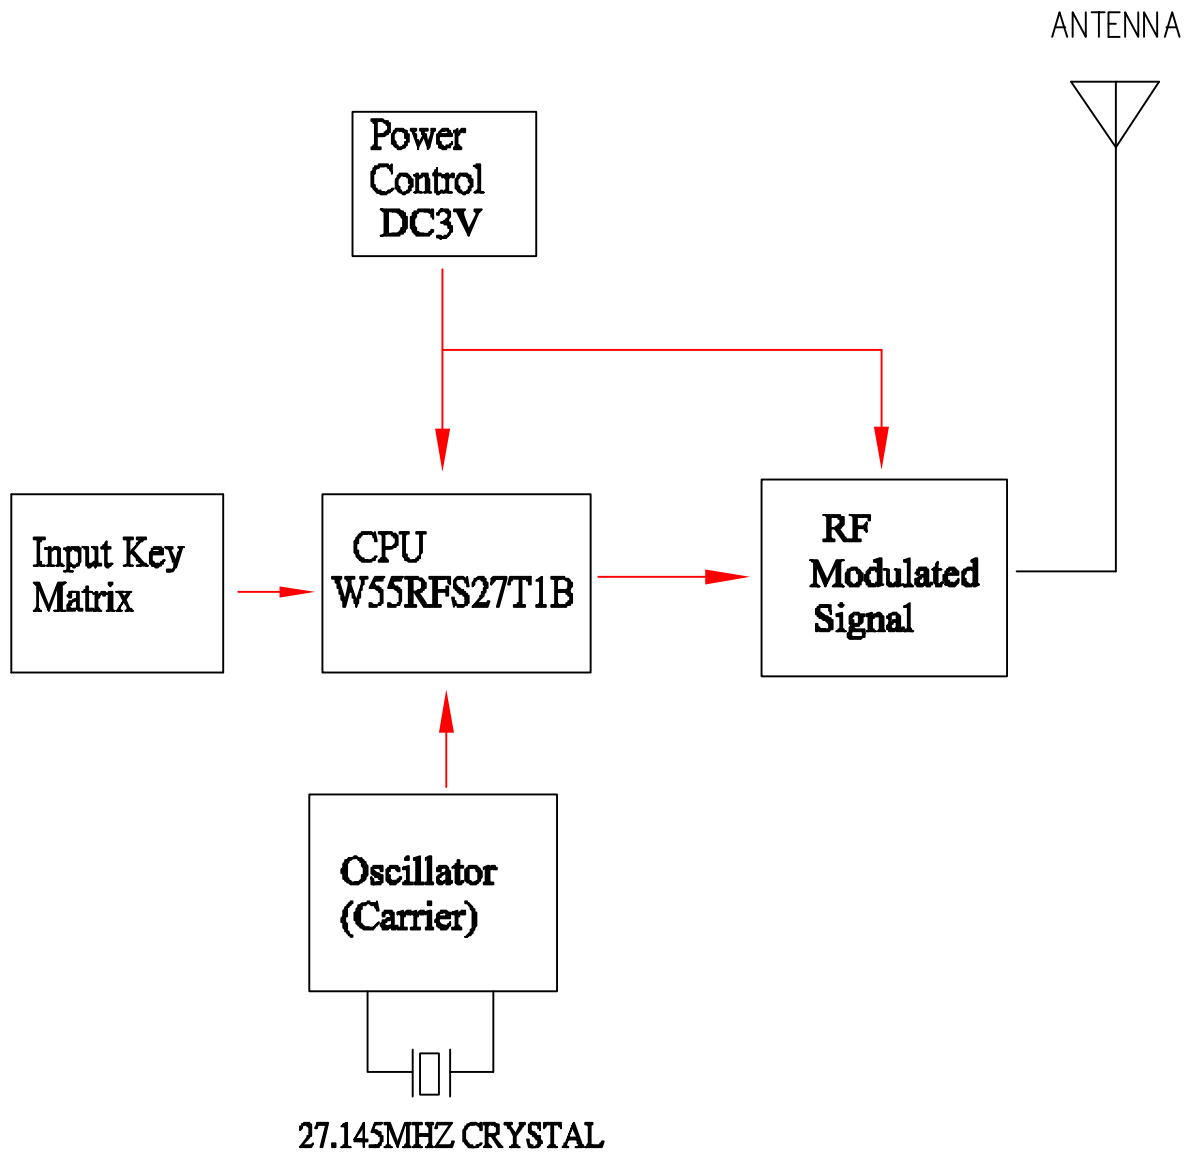 ANTENNA
Power
Control
DC3V
Input Key
Matrix
CPU
W55RFS27T1B
RF
Modulated
Signal
Oscillator
(Carrier)
27.145MHZ CRYSTAL